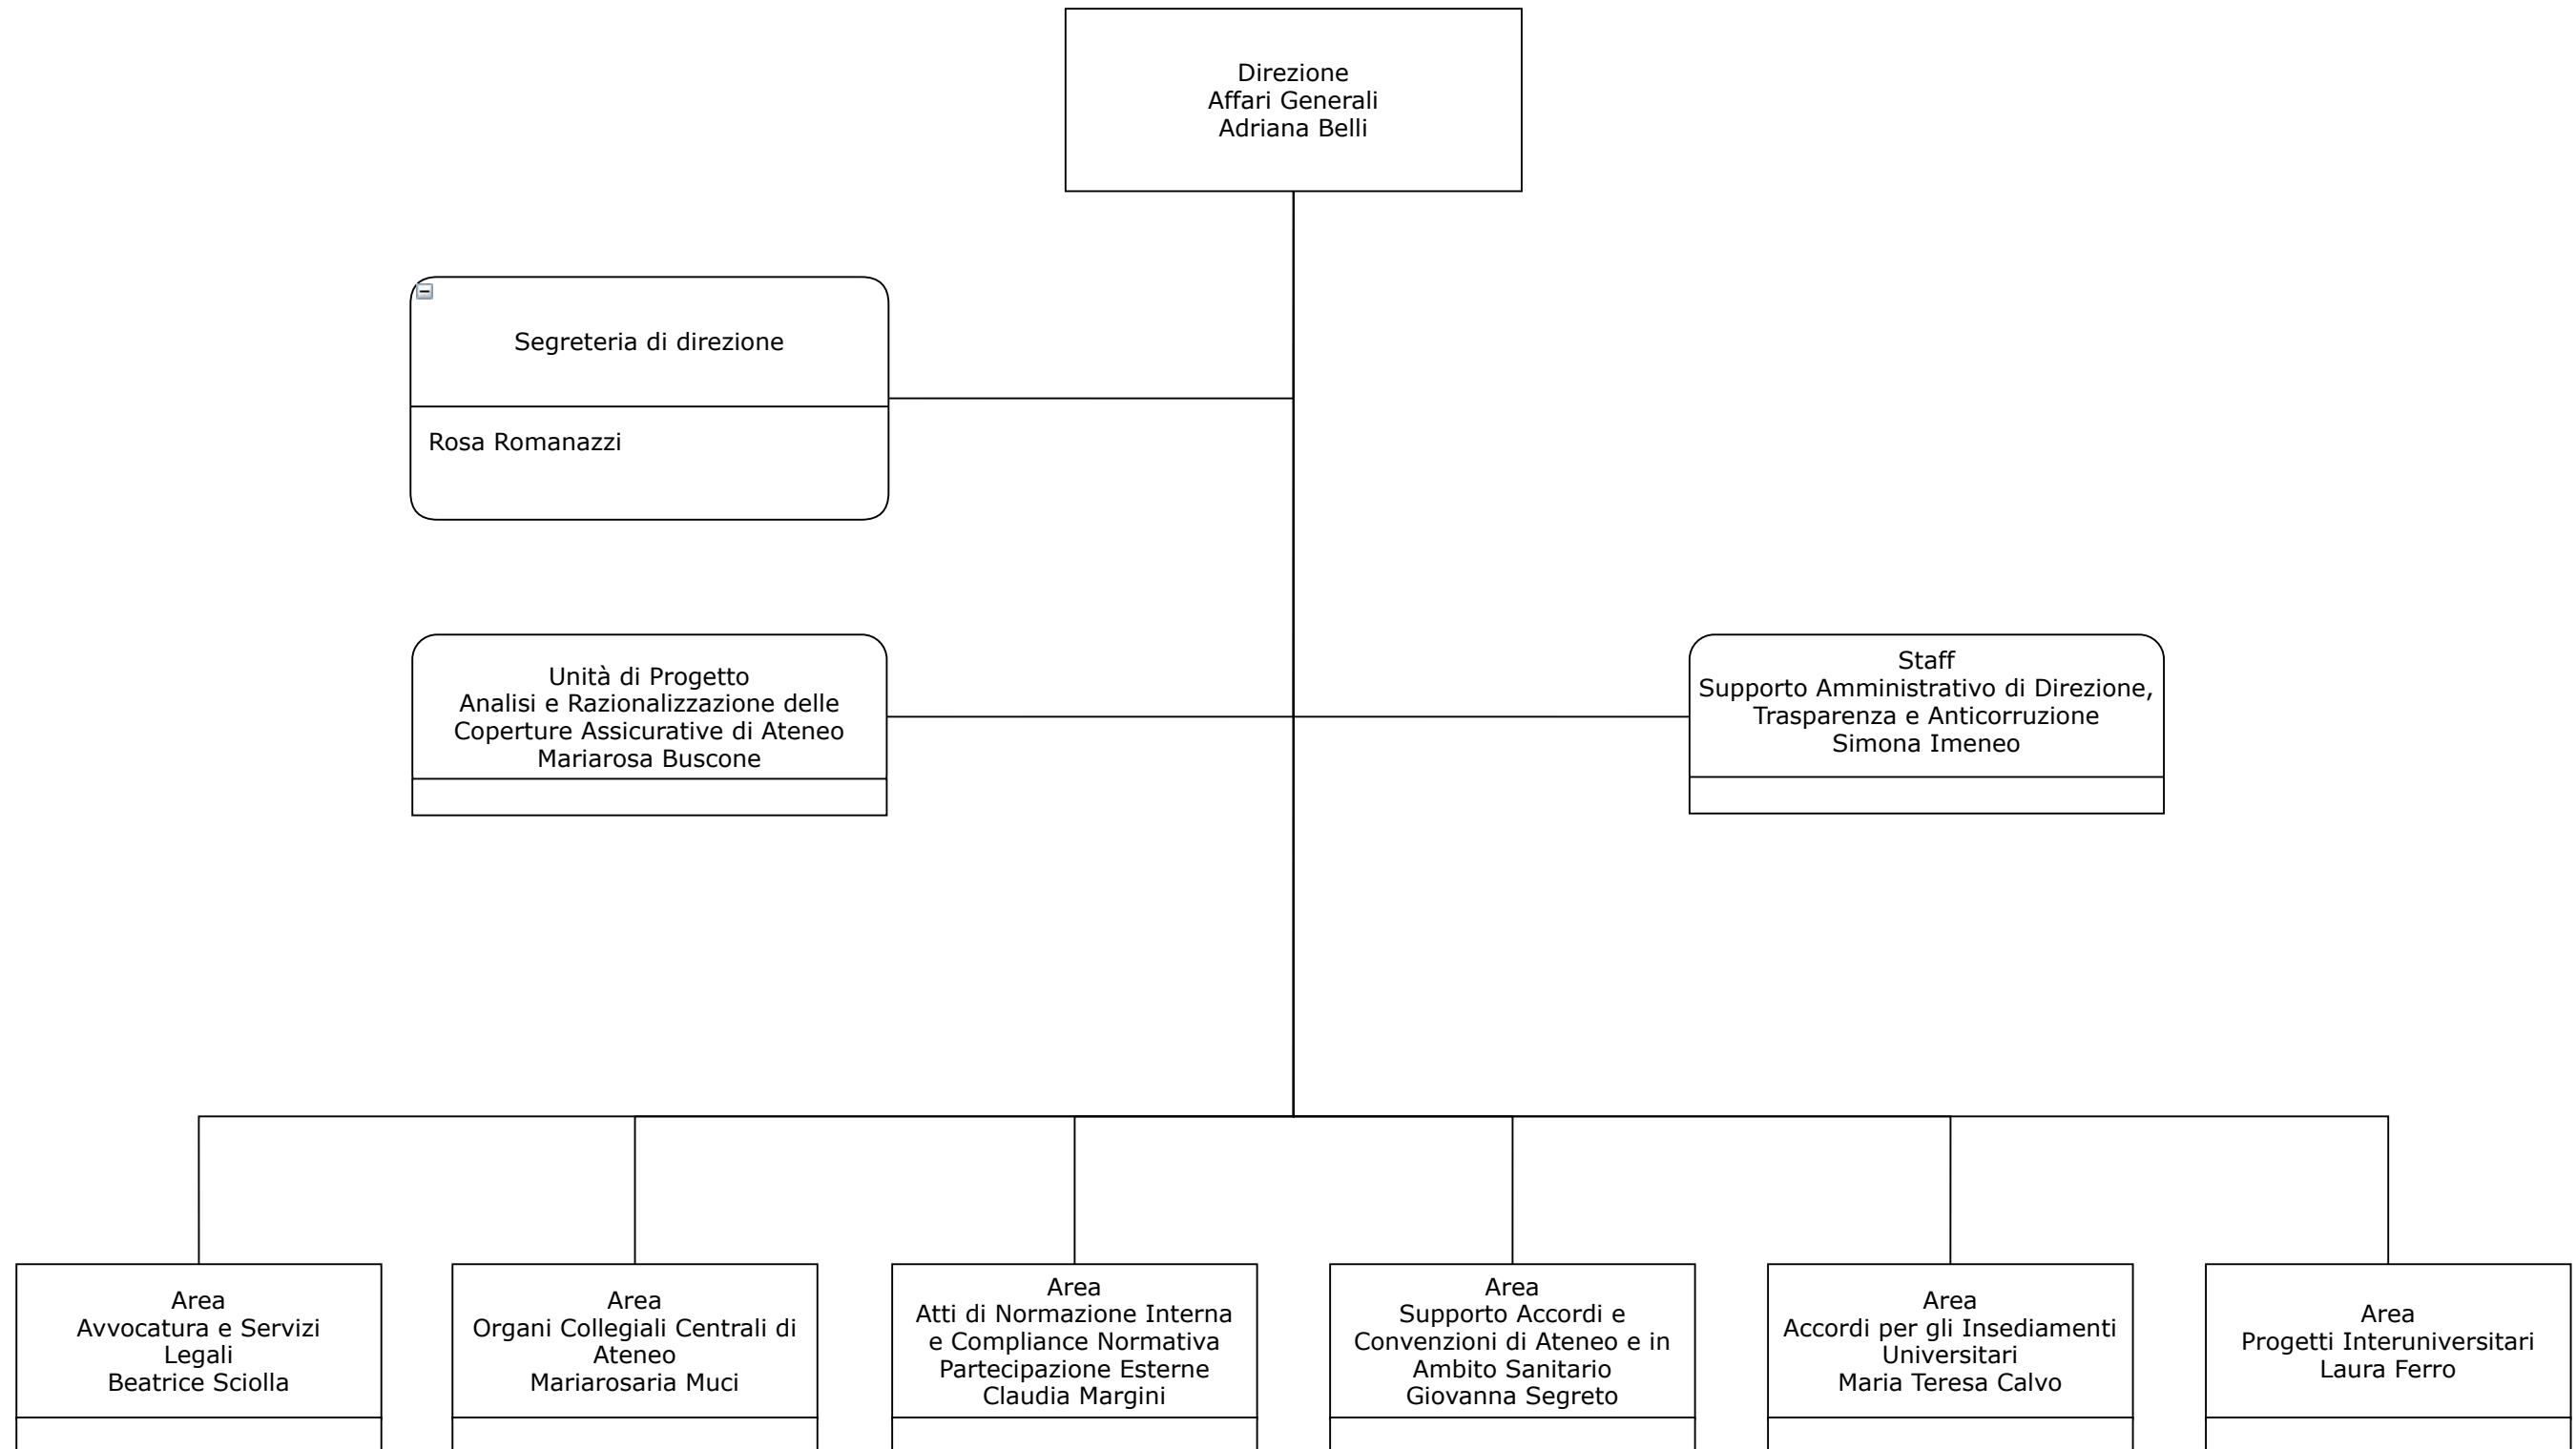 Direzione
Affari Generali
Adriana Belli
Segreteria di direzione
Rosa Romanazzi
Unità di Progetto
Analisi e Razionalizzazione delle
Coperture Assicurative di Ateneo
Mariarosa Buscone
Staff
Supporto Amministrativo di Direzione,
Trasparenza e Anticorruzione
Simona Imeneo
Area
Avvocatura e Servizi
Legali
Beatrice Sciolla
Area
Organi Collegiali Centrali di
Ateneo
Mariarosaria Muci
Area
Atti di Normazione Interna
e Compliance Normativa
Partecipazione Esterne
Claudia Margini
Area
Supporto Accordi e
Convenzioni di Ateneo e in
Ambito Sanitario
Giovanna Segreto
Area
Accordi per gli Insediamenti
Universitari
Maria Teresa Calvo
Area
Progetti Interuniversitari
Laura Ferro